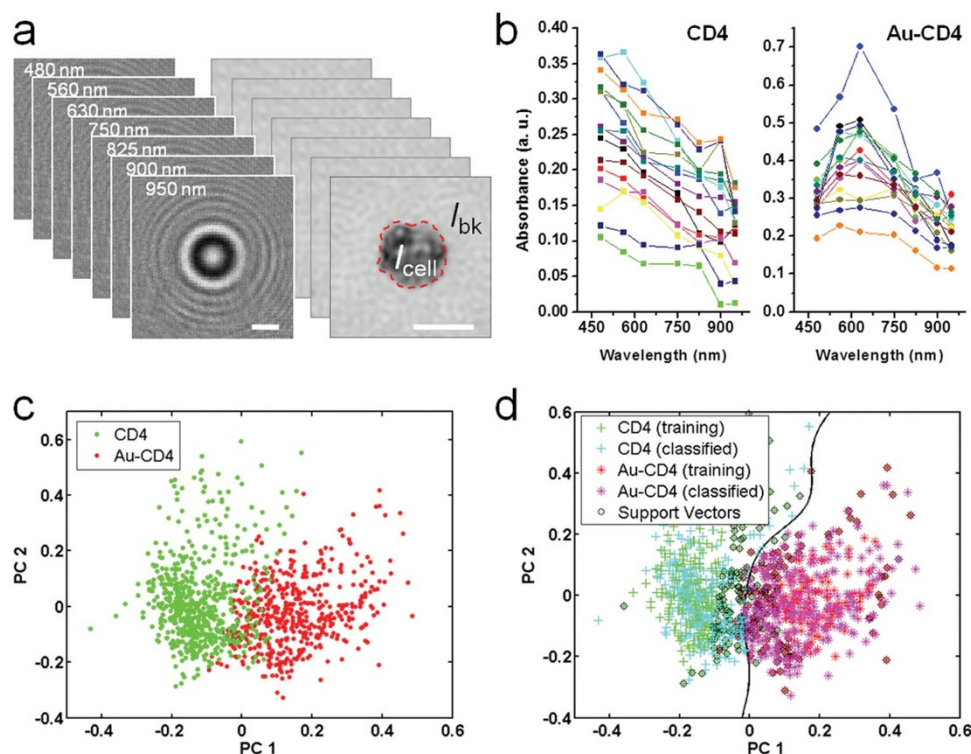 a
480 nm
560 nm
630 nm
750 nm
825 nm
900 nm
950 nm
I bk
I cell
b
CD4
Au-CD4
Absorbance (a. u.)
0.40
0.35
0.30
0.25
0.20
0.15
0.10
0.05
0.00
450 600 750 900
Wavelength (nm)
0.7
0.6
0.5
0.4
0.3
0.2
0.1
0.0
450 600 750 900
Wavelength (nm)
c
CD4
Au-CD4
PC 2
0.6
0.4
0.2
0
-0.2
-0.4
-0.4 -0.2 0 0.2 0.4 0.6
PC 1
d
CD4 (training)
CD4 (classified)
Au-CD4 (training)
Au-CD4 (classified)
Support Vectors
PC 2
0.6
0.4
0.2
0
-0.2
-0.4
-0.4 -0.2 0 0.2 0.4 0.6
PC 1